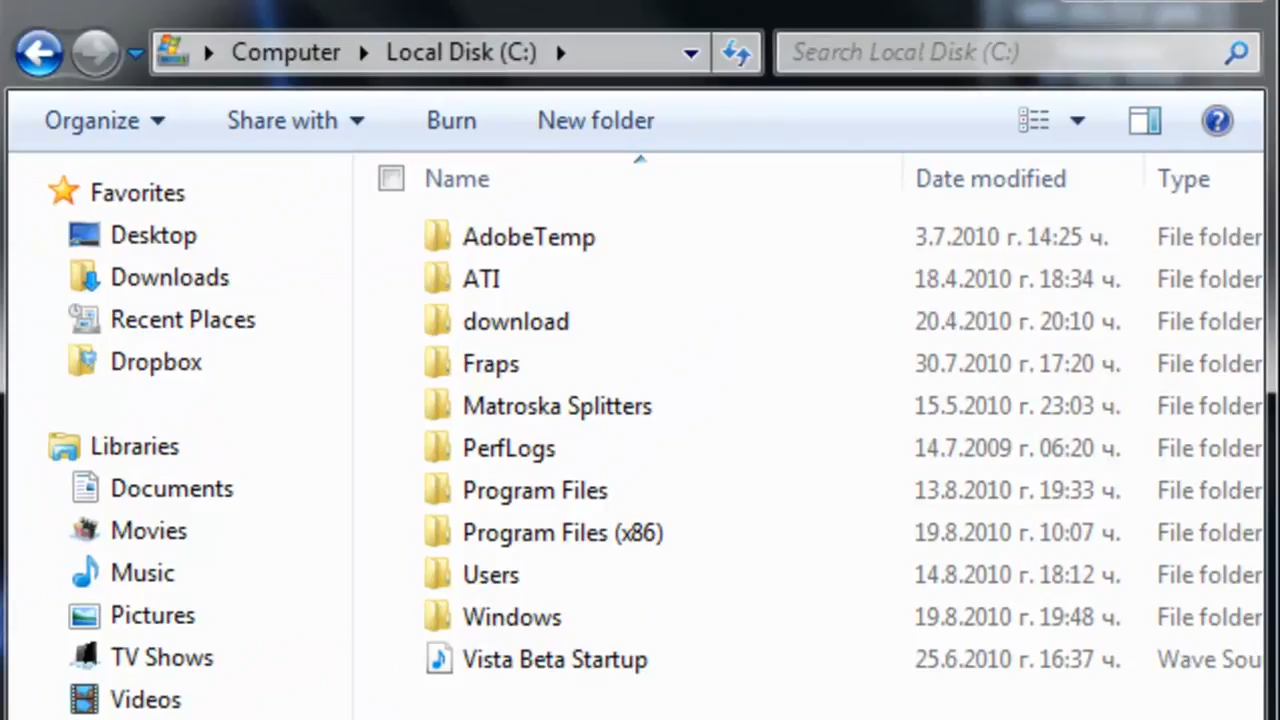 Computer Local Disk (C:) Search Local Disk (C:)
Organize Share with Burn New folder
Favorites
Desktop
Downloads
Recent Places
Dropbox
Libraries
Documents
Movies
Music
Pictures
TV Shows
Videos
Name Date modified Type
AdobeTemp 3.7.2010 г. 14:25 ч. File folder
ATI 18.4.2010 г. 18:34 ч. File folder
download 20.4.2010 г. 20:10 ч. File folder
Fraps 30.7.2010 г. 17:20 ч. File folder
Matroska Splitters 15.5.2010 г. 23:03 ч. File folder
PerfLogs 14.7.2009 г. 06:20 ч. File folder
Program Files 13.8.2010 г. 19:33 ч. File folder
Program Files (x86) 19.8.2010 г. 10:07 ч. File folder
Users 14.8.2010 г. 18:12 ч. File folder
Windows 19.8.2010 г. 19:48 ч. File folder
Vista Beta Startup 25.6.2010 г. 16:37 ч. Wave Sou